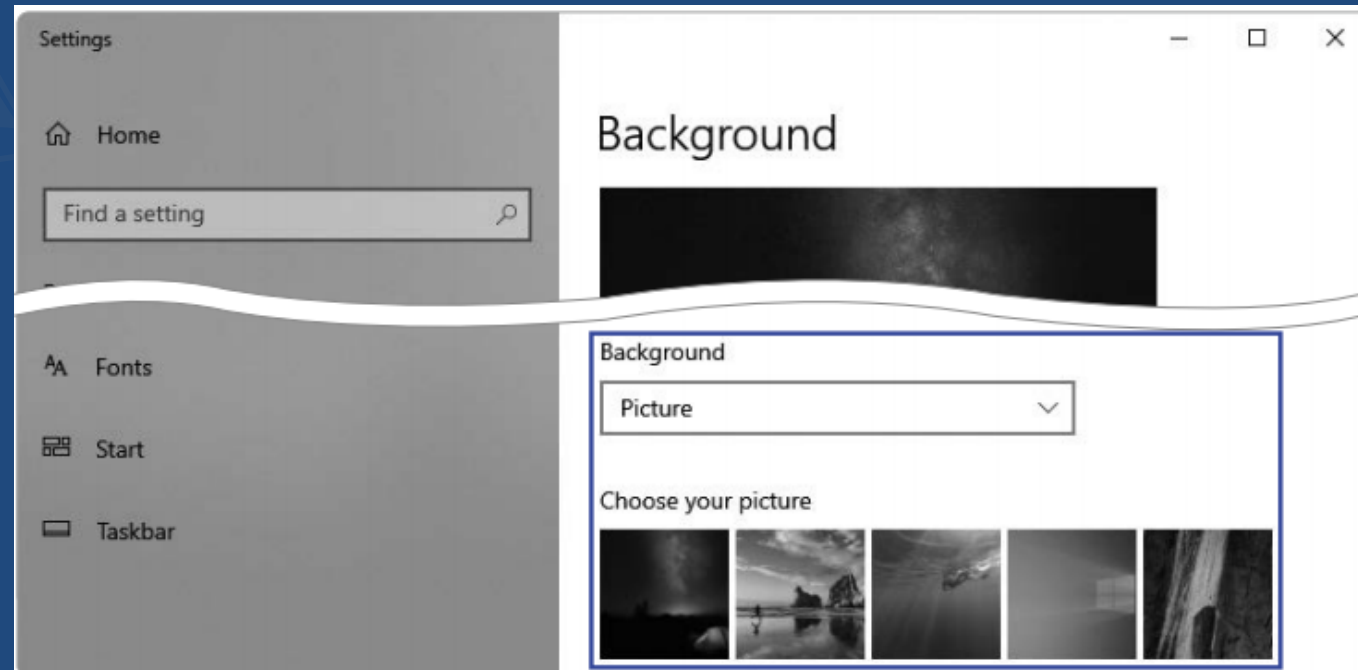 Settings
Home
Find a setting
Fonts
Start
Taskbar
Background
Background
Picture
Choose your picture